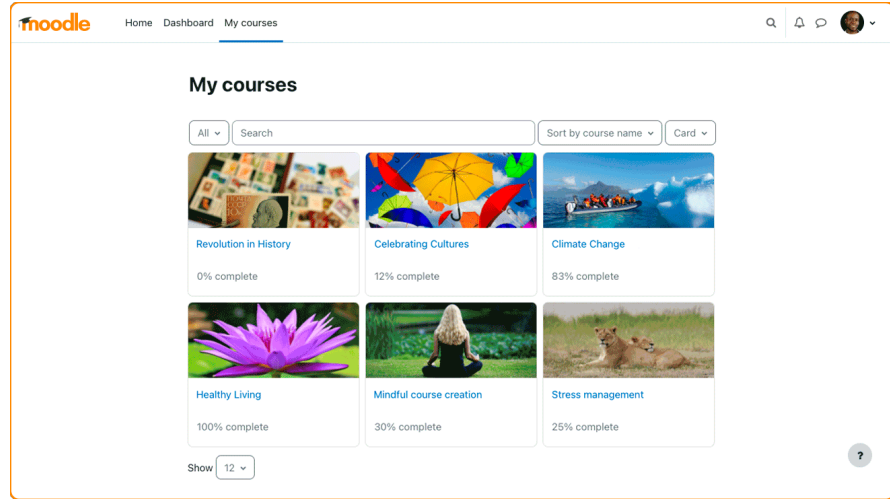 moodle
Home Dashboard My courses
My courses
All Search Sort by course name Card
Revolution in History Celebrating Cultures Climate Change
0% complete 12% complete 83% complete
Healthy Living Mindful course creation Stress management
100% complete 30% complete 25% complete
Show 12
?